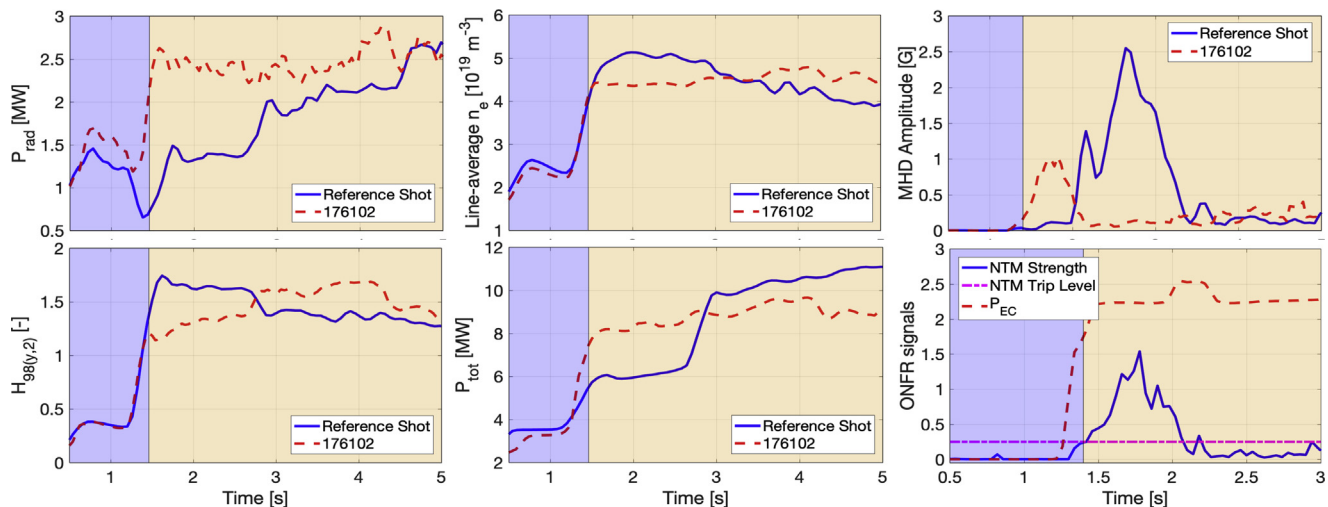 P_rad [MW]
3
2.5
2
1.5
1
0.5
Reference Shot
176102
Line-average n_e [10^19 m^-3]
6
5
4
3
2
1
Reference Shot
176102
MHD Amplitude [G]
3
2.5
2
1.5
1
0.5
0
Reference Shot
176102
H_98(y,2) [-]
2
1.5
1
0.5
0
Reference Shot
176102
1 2 3 4 5
Time [s]
P_tot [MW]
12
10
8
6
4
2
Reference Shot
176102
1 2 3 4 5
Time [s]
ONFR signals
3
2.5
2
1.5
1
0.5
0
NTM Strength
NTM Trip Level
P_EC
0.5 1 1.5 2 2.5 3
Time [s]